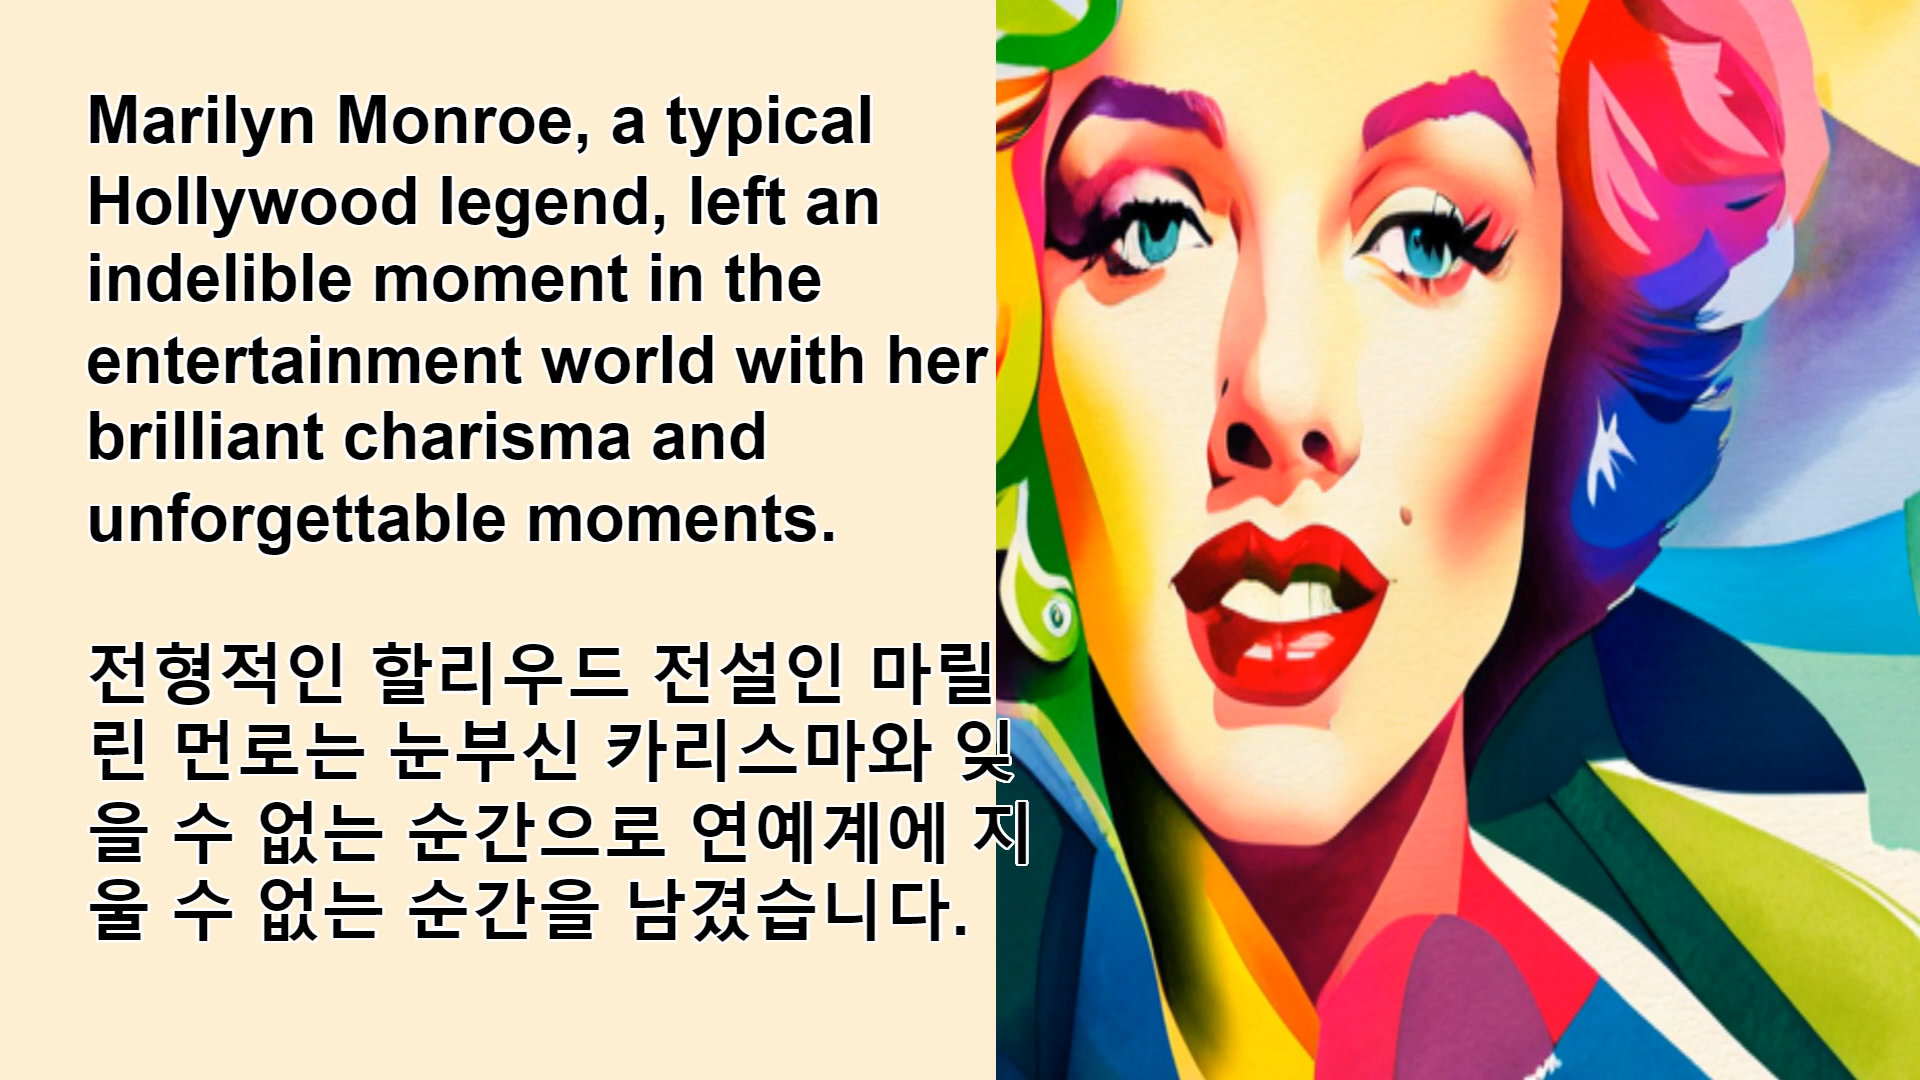 Marilyn Monroe, a typical
Hollywood legend, left an
indelible moment in the
entertainment world with her
brilliant charisma and
unforgettable moments.
전형적인 할리우드 전설인 마릴
린 먼로는 눈부신 카리스마와 잊
을 수 없는 순간으로 연예계에 지
울 수 없는 순간을 남겼습니다.